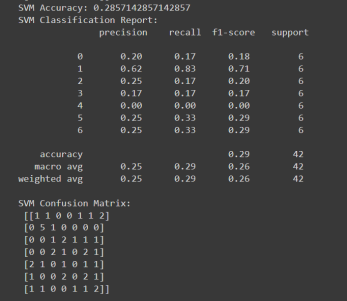 SVM Accuracy: 0.2857142857142857
SVM Classification Report:
precision recall f1-score support
0 0.20 0.17 0.18 6
1 0.62 0.83 0.71 6
2 0.25 0.17 0.20 6
3 0.17 0.17 0.17 6
4 0.00 0.00 0.00 6
5 0.25 0.33 0.29 6
6 0.25 0.33 0.29 6
accuracy 0.29 42
macro avg 0.25 0.29 0.26 42
weighted avg 0.25 0.29 0.26 42
SVM Confusion Matrix:
[[1 1 0 0 1 1 2]
[0 5 1 0 0 0 0]
[0 0 1 2 1 1 1]
[0 0 2 1 0 2 1]
[2 1 0 1 0 1 1]
[1 0 0 2 0 2 1]
[1 1 0 0 1 1 2]]